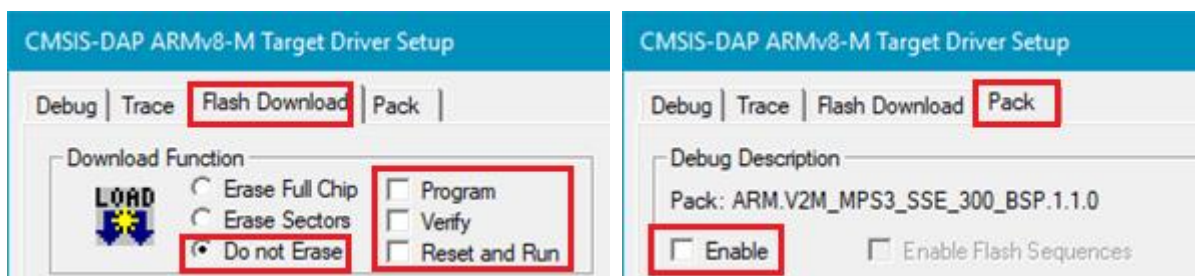 CMSIS-DAP ARMv8-M Target Driver Setup
Debug | Trace | Flash Download | Pack |
Download Function
LOAD
Erase Full Chip
Erase Sectors
Do not Erase
Program
Verify
Reset and Run
CMSIS-DAP ARMv8-M Target Driver Setup
Debug | Trace | Flash Download | Pack |
Debug Description
Pack: ARM.V2M_MPS3_SSE_300_BSP.1.1.0
Enable
Enable Flash Sequences